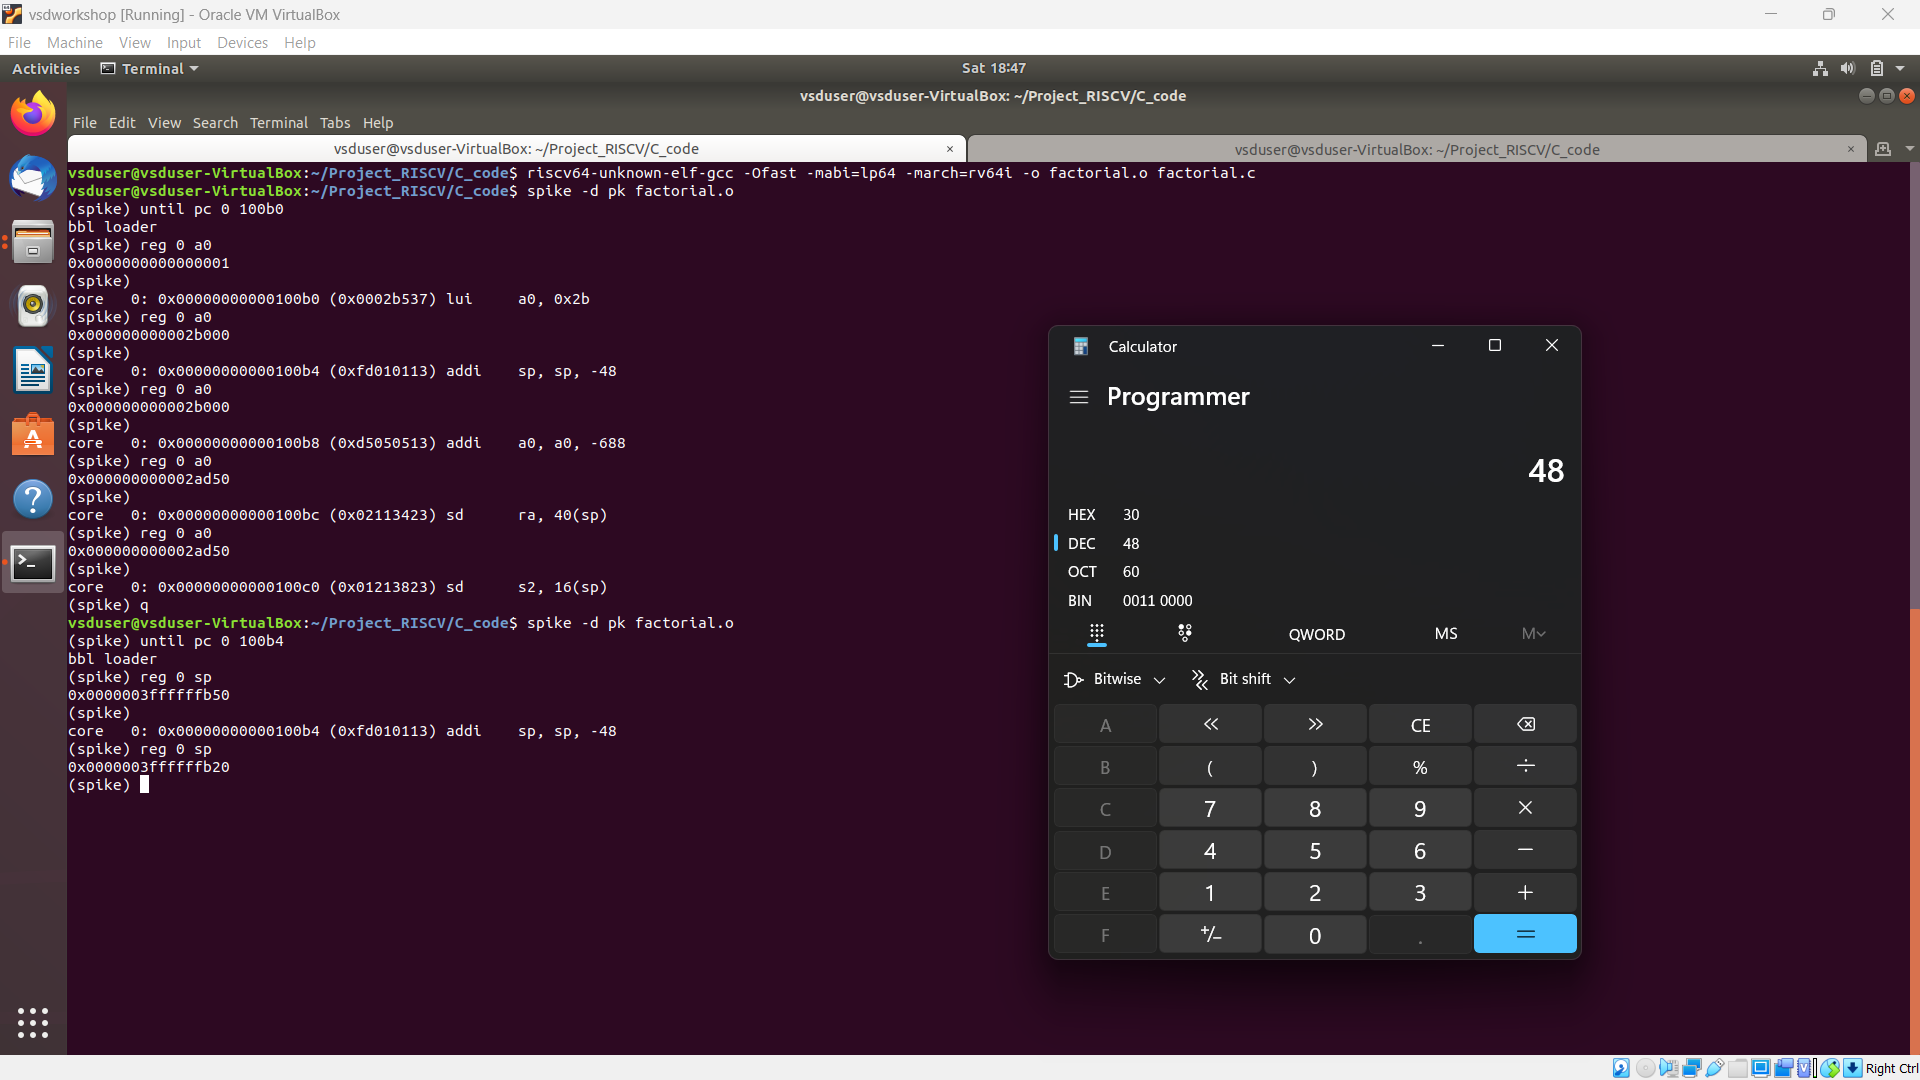 vsdworkshop [Running] - Oracle VM VirtualBox
File Machine View Input Devices Help
Activities Terminal Sat 18:47
vsduser@vsduser-VirtualBox: ~/Project_RISCV/C_code
File Edit View Search Terminal Tabs Help
vsduser@vsduser-VirtualBox: ~/Project_RISCV/C_code × vsduser@vsduser-VirtualBox: ~/Project_RISCV/C_code ×
vsduser@vsduser-VirtualBox:~/Project_RISCV/C_code$ riscv64-unknown-elf-gcc -Ofast -mabi=lp64 -march=rv64i -o factorial.o factorial.c
vsduser@vsduser-VirtualBox:~/Project_RISCV/C_code$ spike -d pk factorial.o
(spike) until pc 0 100b0
bbl loader
(spike) reg 0 a0
0x0000000000000001
(spike)
core   0: 0x00000000000100b0 (0x0002b537) lui     a0, 0x2b
(spike) reg 0 a0
0x000000000002b000
(spike)
core   0: 0x00000000000100b4 (0xfd010113) addi    sp, sp, -48
(spike) reg 0 a0
0x000000000002b000
(spike)
core   0: 0x00000000000100b8 (0xd5050513) addi    a0, a0, -688
(spike) reg 0 a0
0x000000000002ad50
(spike)
core   0: 0x00000000000100bc (0x02113423) sd      ra, 40(sp)
(spike) reg 0 a0
0x000000000002ad50
(spike)
core   0: 0x00000000000100c0 (0x01213823) sd      s2, 16(sp)
(spike) q
vsduser@vsduser-VirtualBox:~/Project_RISCV/C_code$ spike -d pk factorial.o
(spike) until pc 0 100b4
bbl loader
(spike) reg 0 sp
0x0000003ffffffb50
(spike)
core   0: 0x00000000000100b4 (0xfd010113) addi    sp, sp, -48
(spike) reg 0 sp
0x0000003ffffffb20
(spike)
Calculator
Programmer
48
HEX 30
DEC 48
OCT 60
BIN 0011 0000
QWORD MS M
Bitwise Bit shift
A « » CE
B ( ) % ÷
C 7 8 9 ×
D 4 5 6 −
E 1 2 3 +
F +/− 0 . =
Right Ctrl